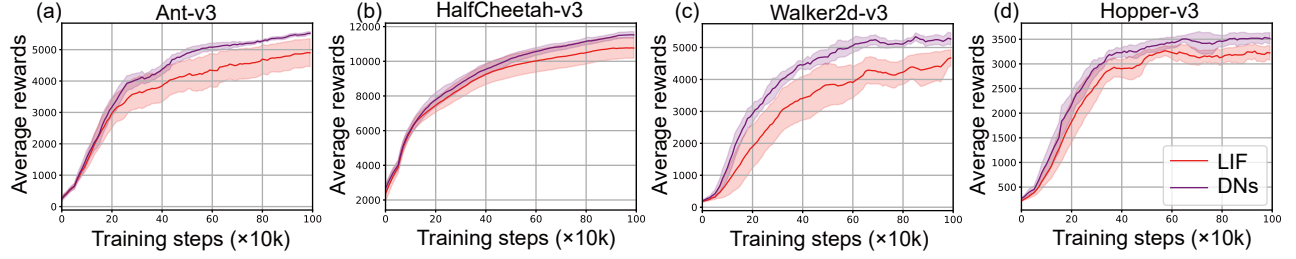 (a) Ant-v3
Average rewards
5000
4000
3000
2000
1000
0
0 20 40 60 80 100
Training steps (×10k)
(b) HalfCheetah-v3
Average rewards
12000
10000
8000
6000
4000
2000
0 20 40 60 80 100
Training steps (×10k)
(c) Walker2d-v3
Average rewards
5000
4000
3000
2000
1000
0
0 20 40 60 80 100
Training steps (×10k)
(d) Hopper-v3
Average rewards
3500
3000
2500
2000
1500
1000
500
LIF
DNs
0 20 40 60 80 100
Training steps (×10k)